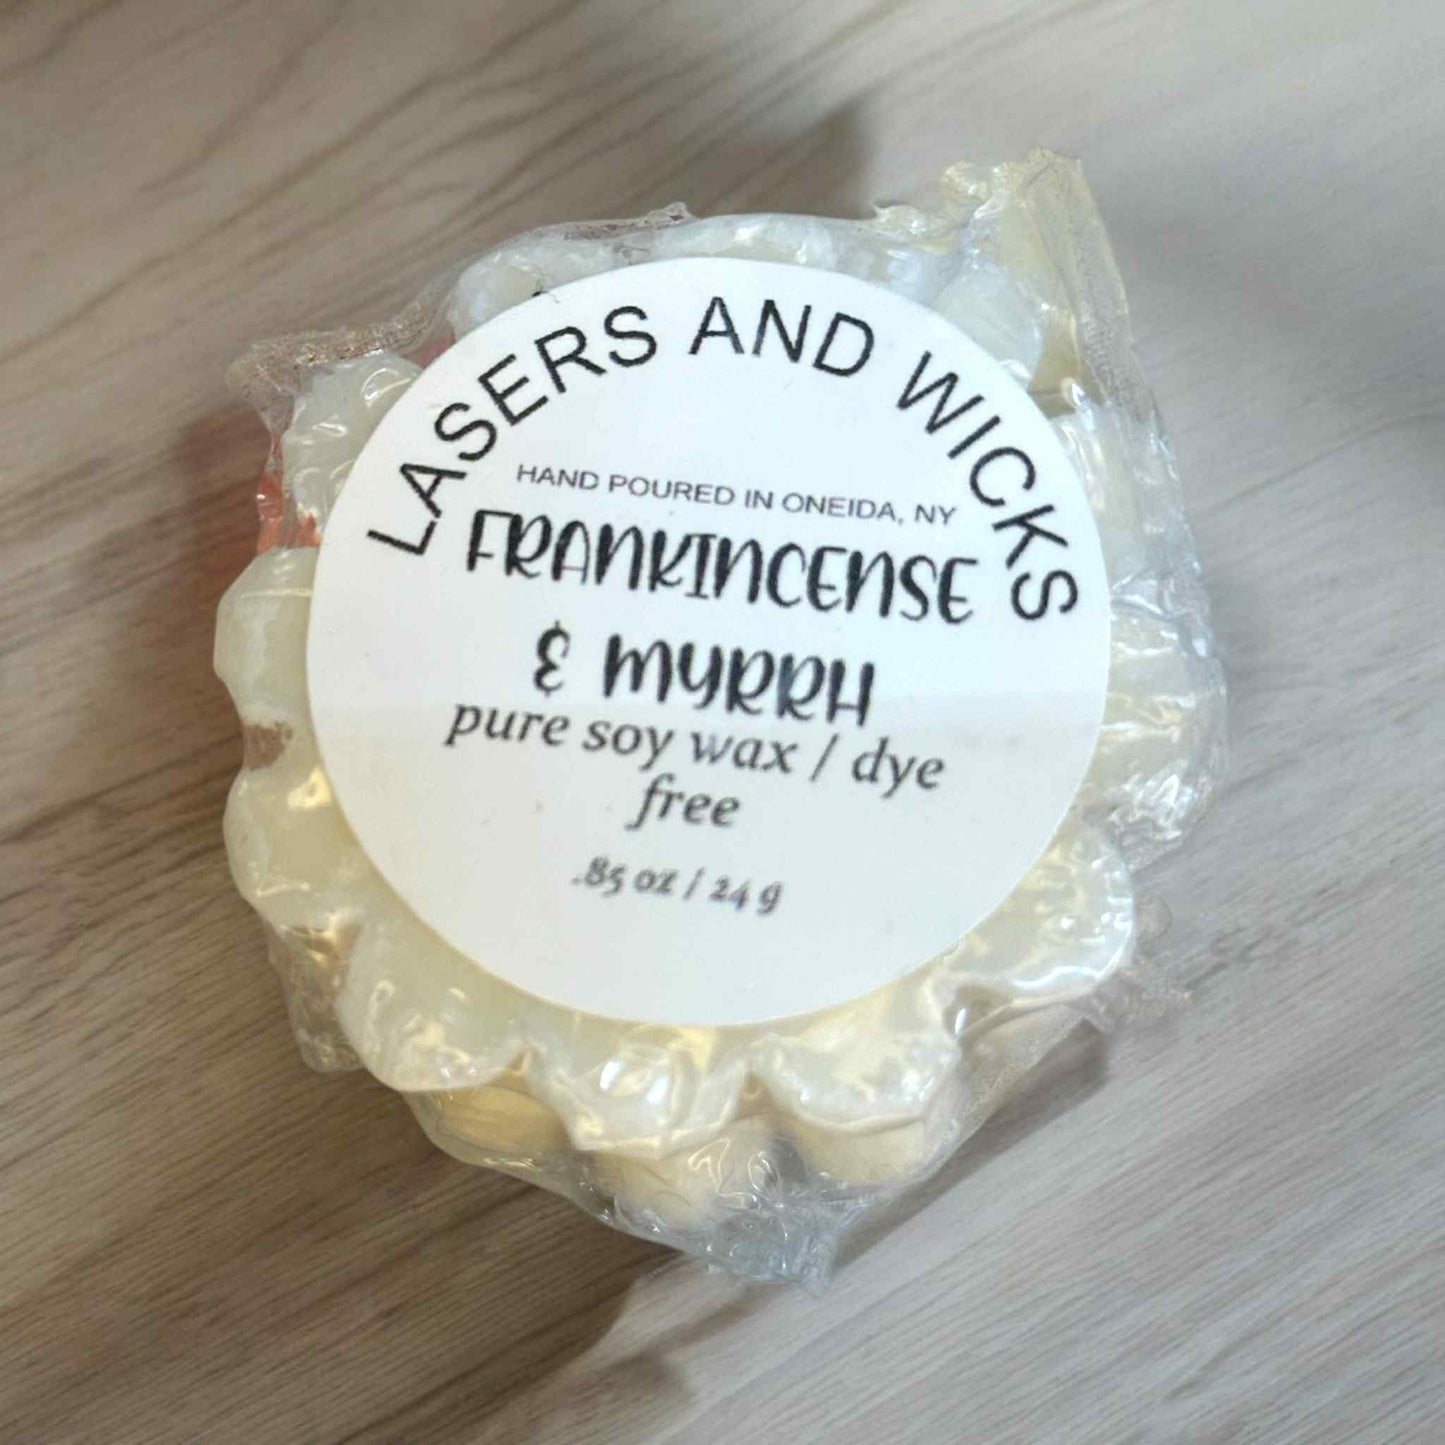 LASERS AND WICKS
HAND POURED IN ONEIDA, NY
FRANKINCENSE
& MYRRH
pure soy wax / dye
free
.85 oz / 24 g